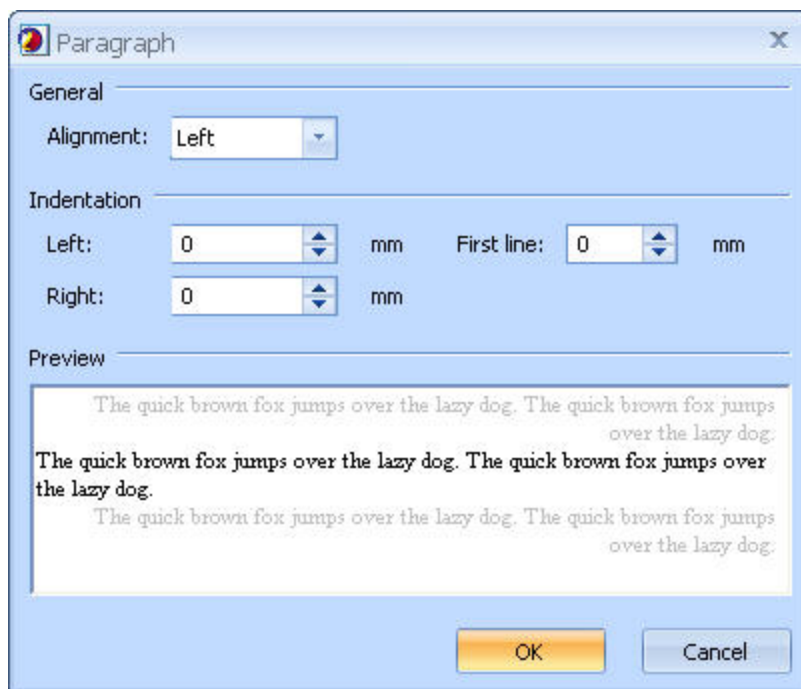 Paragraph
General
Alignment: Left
Indentation
Left: 0 mm First line: 0 mm
Right: 0 mm
Preview
The quick brown fox jumps over the lazy dog. The quick brown fox jumps
over the lazy dog.
The quick brown fox jumps over the lazy dog. The quick brown fox jumps over
the lazy dog.
The quick brown fox jumps over the lazy dog. The quick brown fox jumps
over the lazy dog.
OK Cancel